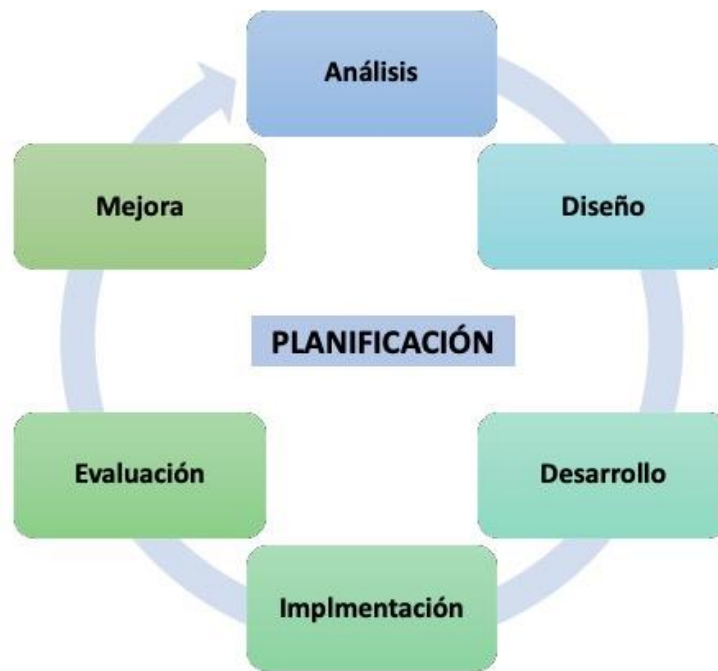 Análisis
Diseño
Desarrollo
Implmentación
Evaluación
Mejora
PLANIFICACIÓN